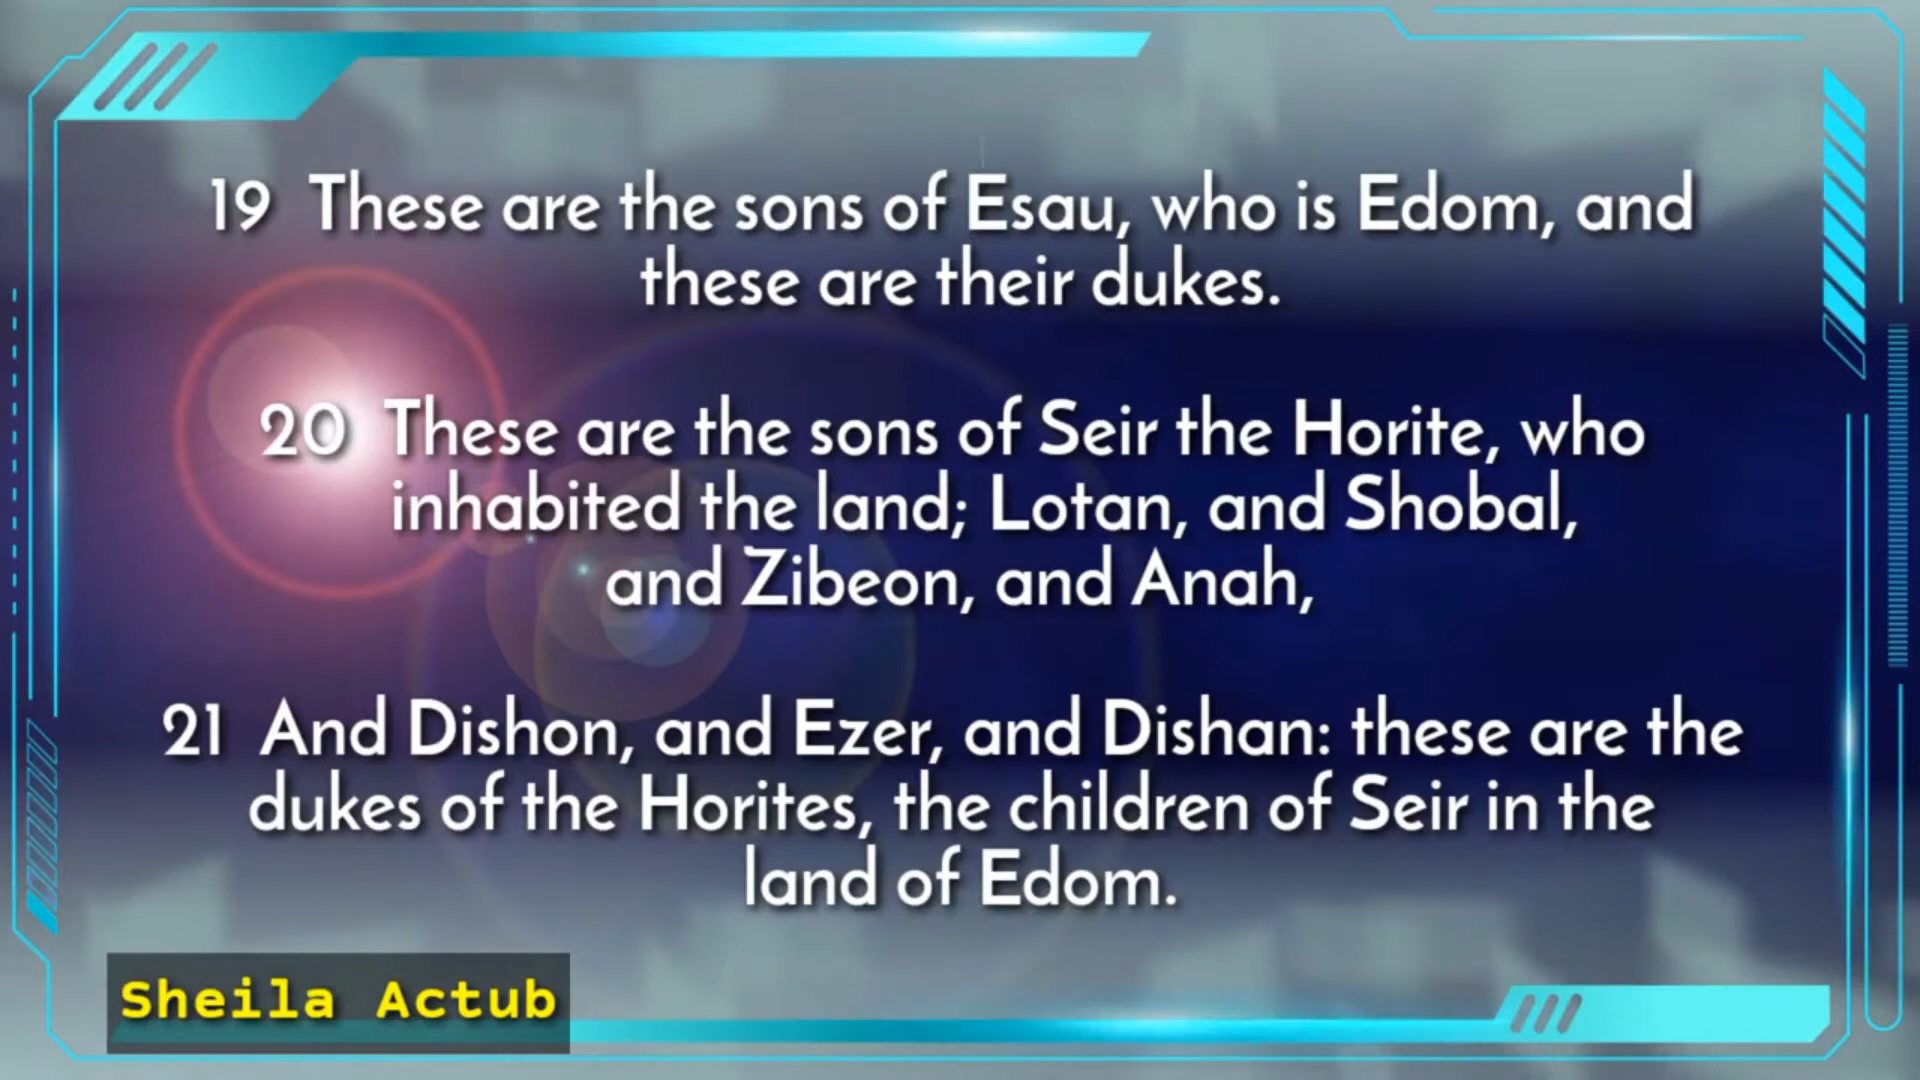 19 These are the sons of Esau, who is Edom, and
these are their dukes.
20 These are the sons of Seir the Horite, who
inhabited the land; Lotan, and Shobal,
and Zibeon, and Anah,
21 And Dishon, and Ezer, and Dishan: these are the
dukes of the Horites, the children of Seir in the
land of Edom.
Sheila Actub